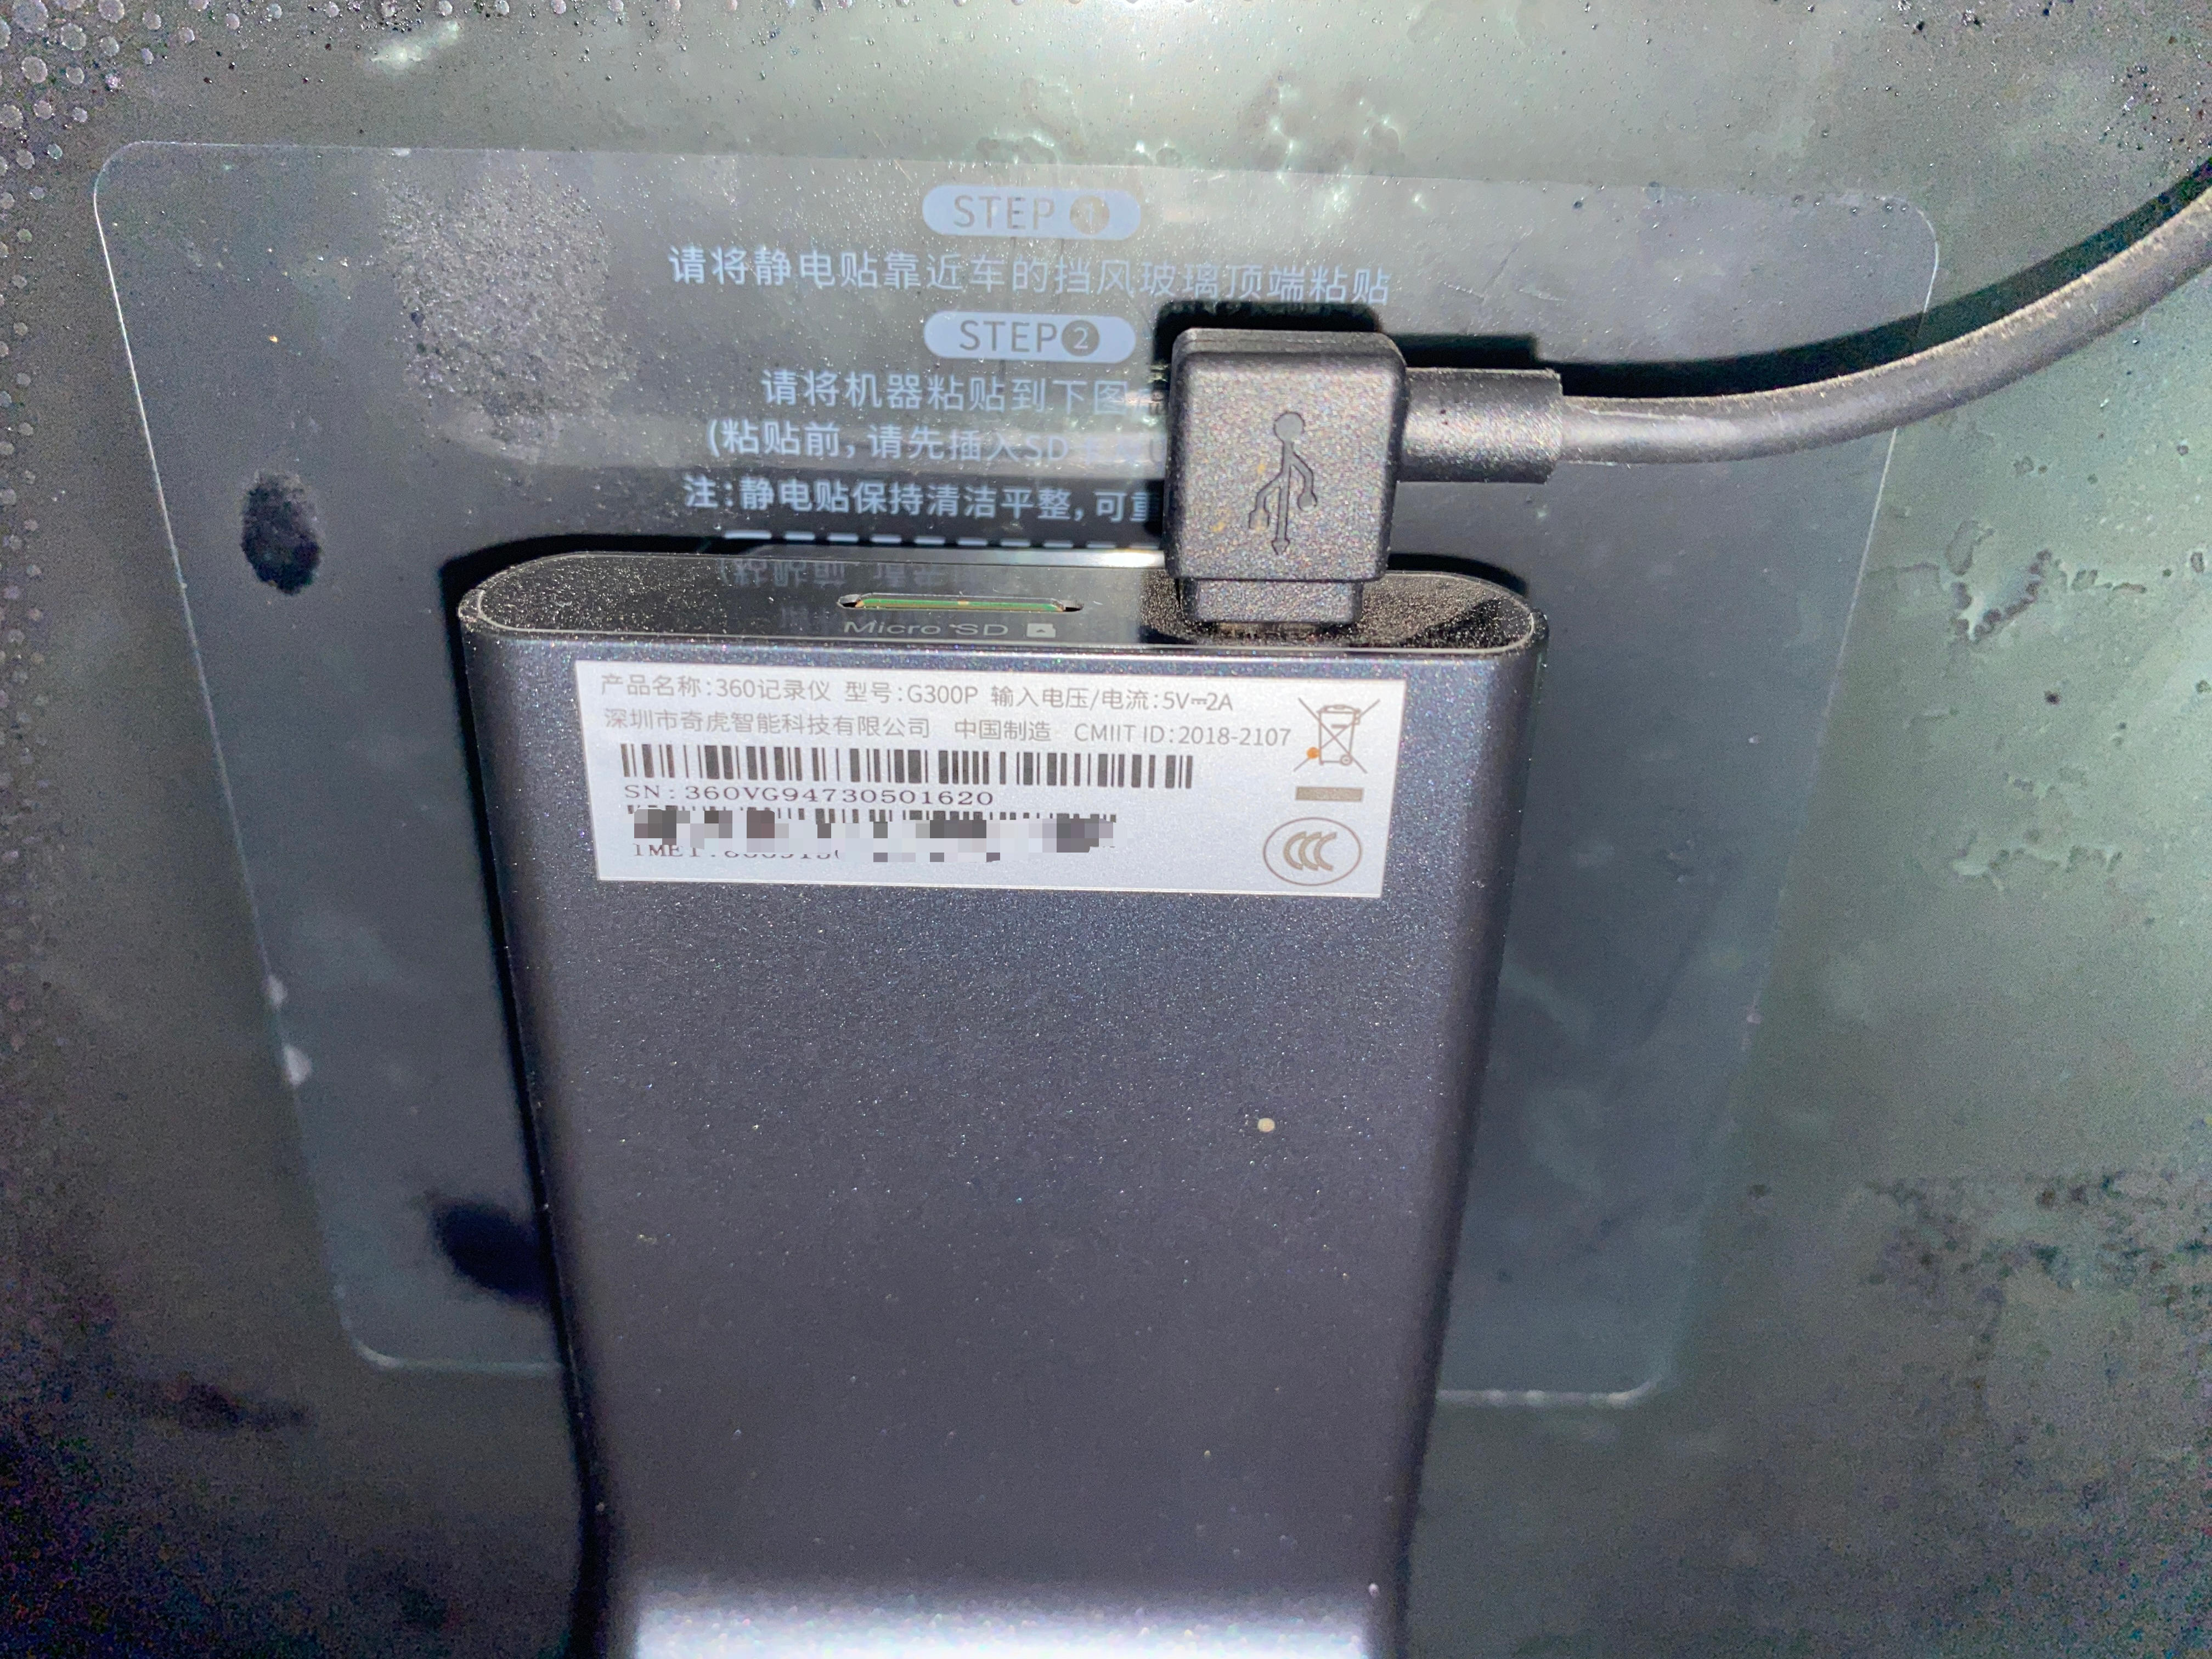 STEP 1
请将静电贴靠近车的挡风玻璃顶端粘贴
STEP 2
请将机器粘贴到下图
(粘贴前,请先插入SD卡
注:静电贴保持清洁平整,可重
Micro SD
产品名称:360记录仪 型号:G300P 输入电压/电流:5V⎓2A
深圳市奇虎智能科技有限公司 中国制造 CMIIT ID:2018-2107
SN:360VG94730501620
IMEI: